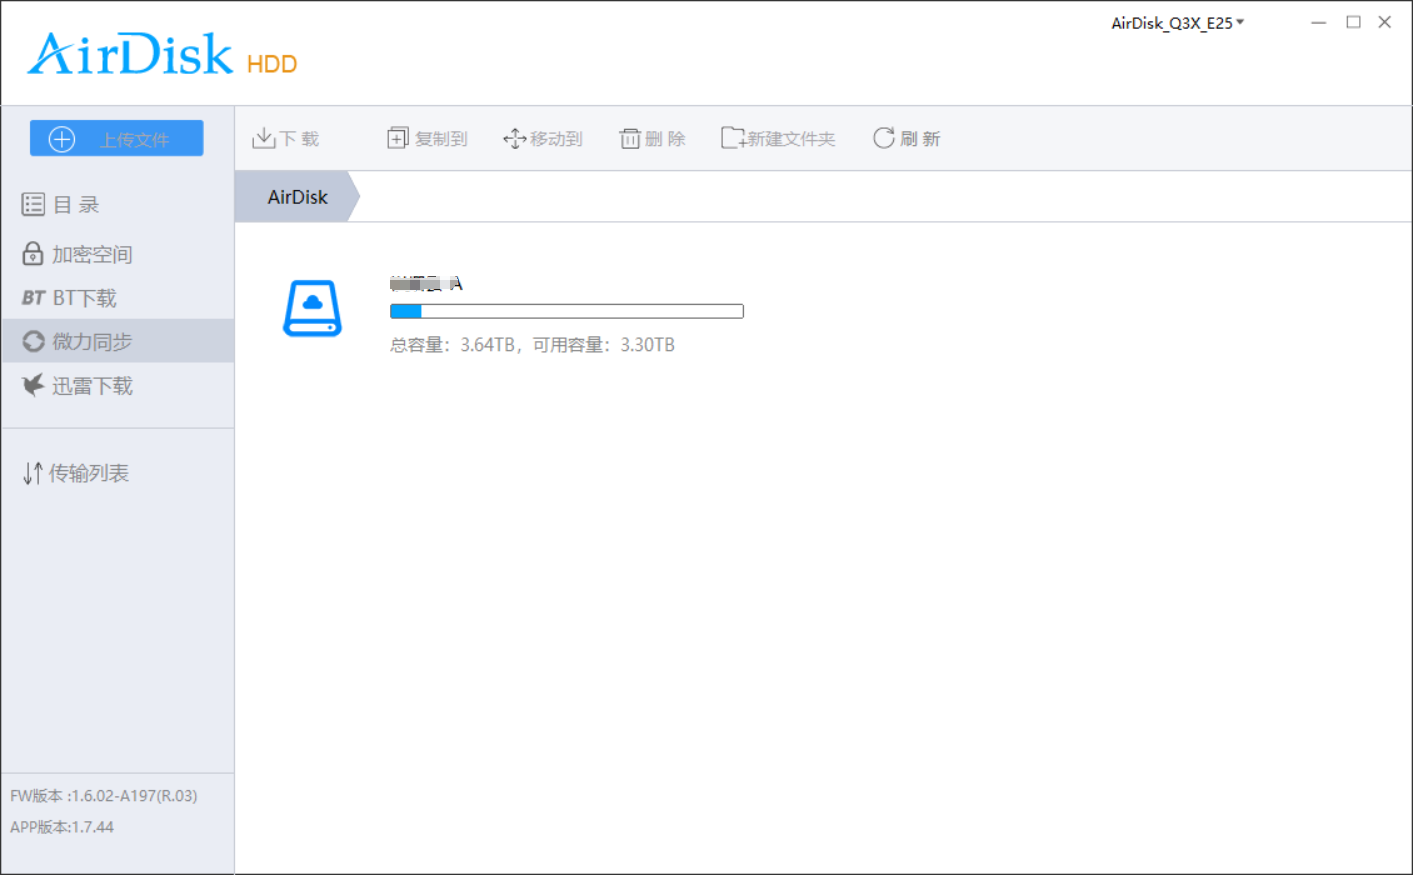 AirDisk HDD
AirDisk_Q3X_E25
上传文件
下 载 复制到 移动到 删 除 新建文件夹 刷 新
AirDisk
目 录
加密空间
BT BT下载
微力同步
迅雷下载
传输列表
A
总容量：3.64TB，可用容量：3.30TB
FW版本 :1.6.02-A197(R.03)
APP版本:1.7.44